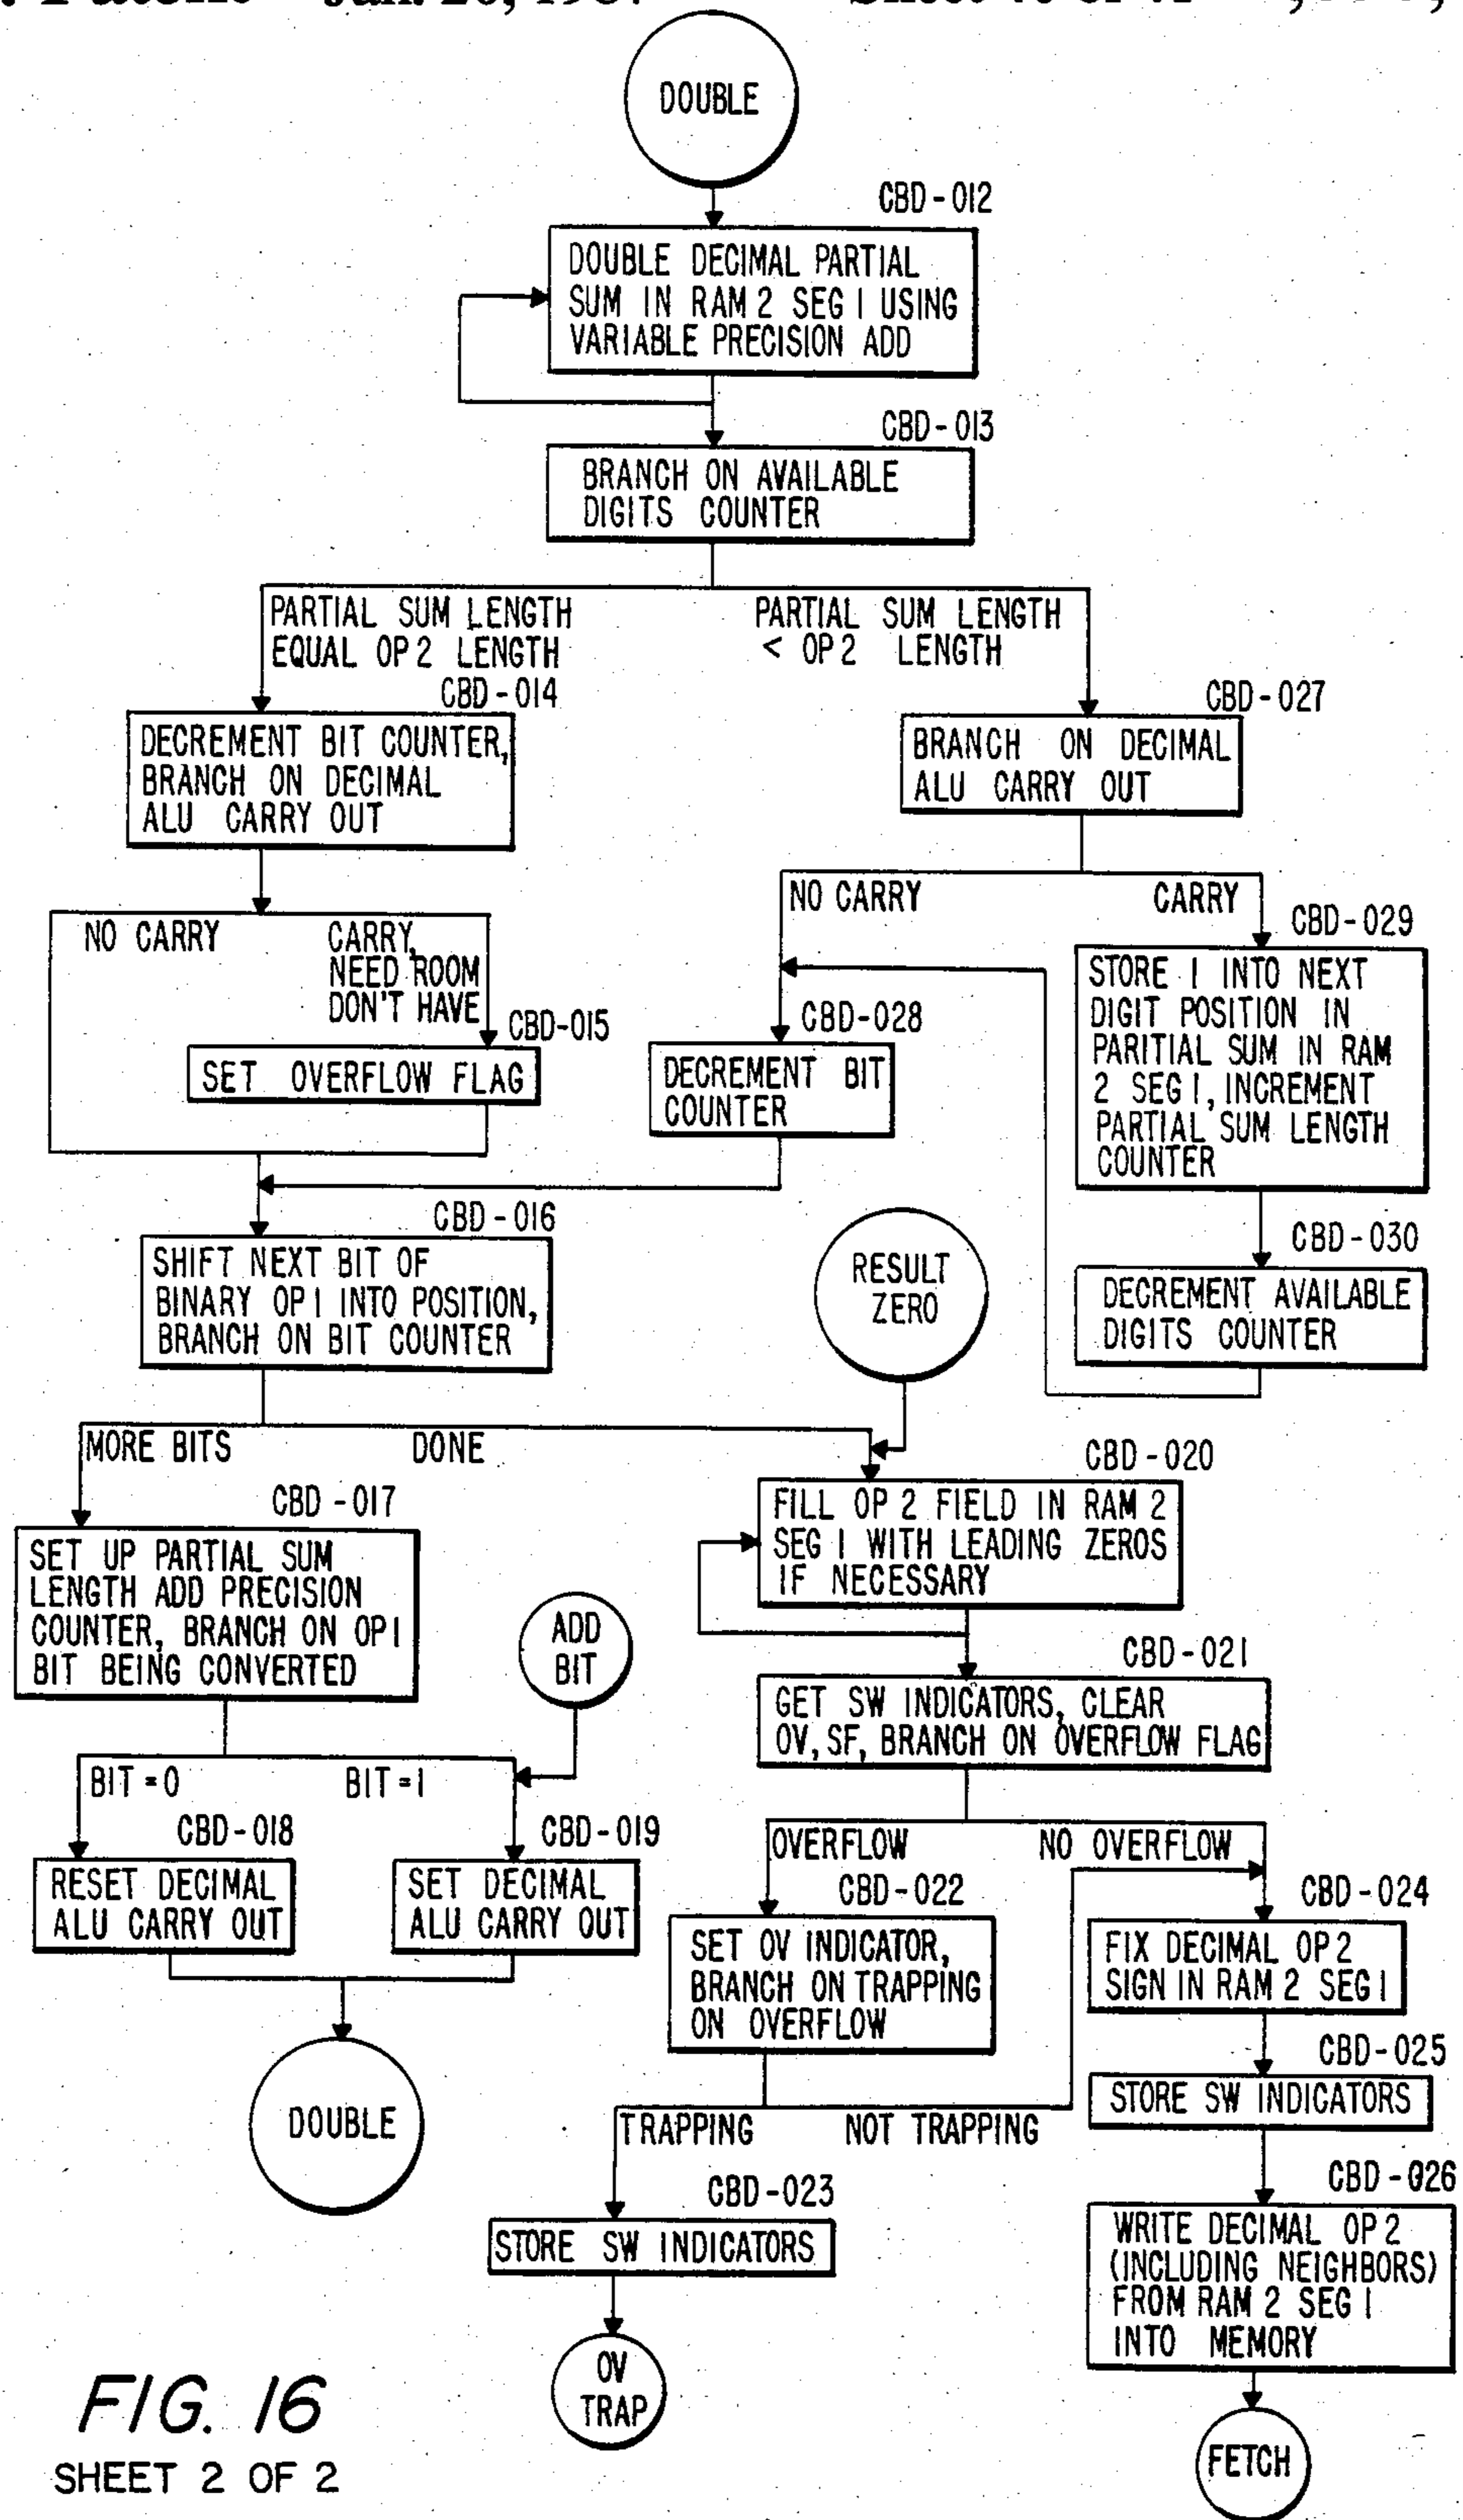 DOUBLE
CBD-012
DOUBLE DECIMAL PARTIAL
SUM IN RAM 2 SEG 1 USING
VARIABLE PRECISION ADD
CBD-013
BRANCH ON AVAILABLE
DIGITS COUNTER
PARTIAL SUM LENGTH
EQUAL OP2 LENGTH
PARTIAL SUM LENGTH
< OP2 LENGTH
CBD-014
DECREMENT BIT COUNTER,
BRANCH ON DECIMAL
ALU CARRY OUT
CBD-027
BRANCH ON DECIMAL
ALU CARRY OUT
NO CARRY
CARRY,
NEED ROOM
DON'T HAVE
CBD-015
SET OVERFLOW FLAG
NO CARRY
CARRY
CBD-029
STORE 1 INTO NEXT
DIGIT POSITION IN
PARITIAL SUM IN RAM
2 SEG 1, INCREMENT
PARTIAL SUM LENGTH
COUNTER
CBD-028
DECREMENT BIT
COUNTER
CBD-030
DECREMENT AVAILABLE
DIGITS COUNTER
CBD-016
SHIFT NEXT BIT OF
BINARY OP1 INTO POSITION,
BRANCH ON BIT COUNTER
RESULT
ZERO
MORE BITS
DONE
CBD-017
SET UP PARTIAL SUM
LENGTH ADD PRECISION
COUNTER, BRANCH ON OP1
BIT BEING CONVERTED
ADD
BIT
CBD-020
FILL OP 2 FIELD IN RAM 2
SEG 1 WITH LEADING ZEROS
IF NECESSARY
CBD-021
GET SW INDICATORS, CLEAR
OV, SF, BRANCH ON OVERFLOW FLAG
BIT=0
BIT=1
CBD-018
RESET DECIMAL
ALU CARRY OUT
CBD-019
SET DECIMAL
ALU CARRY OUT
DOUBLE
OVERFLOW
NO OVERFLOW
CBD-022
SET OV INDICATOR,
BRANCH ON TRAPPING
ON OVERFLOW
CBD-024
FIX DECIMAL OP2
SIGN IN RAM 2 SEG 1
CBD-025
STORE SW INDICATORS
TRAPPING
NOT TRAPPING
CBD-023
STORE SW INDICATORS
OV
TRAP
CBD-026
WRITE DECIMAL OP2
(INCLUDING NEIGHBORS)
FROM RAM 2 SEG 1
INTO MEMORY
FETCH
FIG. 16
SHEET 2 OF 2